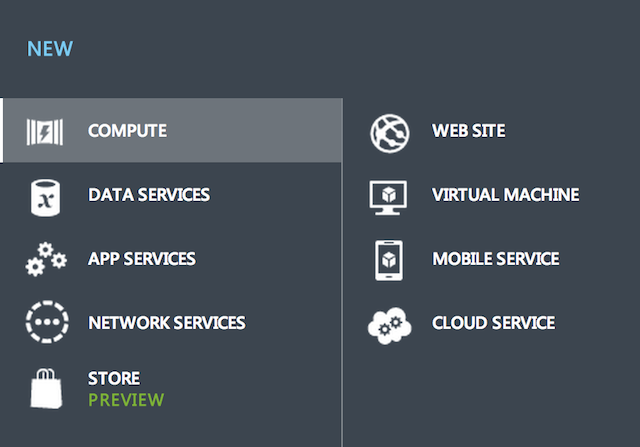 NEW
COMPUTE
DATA SERVICES
APP SERVICES
NETWORK SERVICES
STORE
PREVIEW
WEB SITE
VIRTUAL MACHINE
MOBILE SERVICE
CLOUD SERVICE